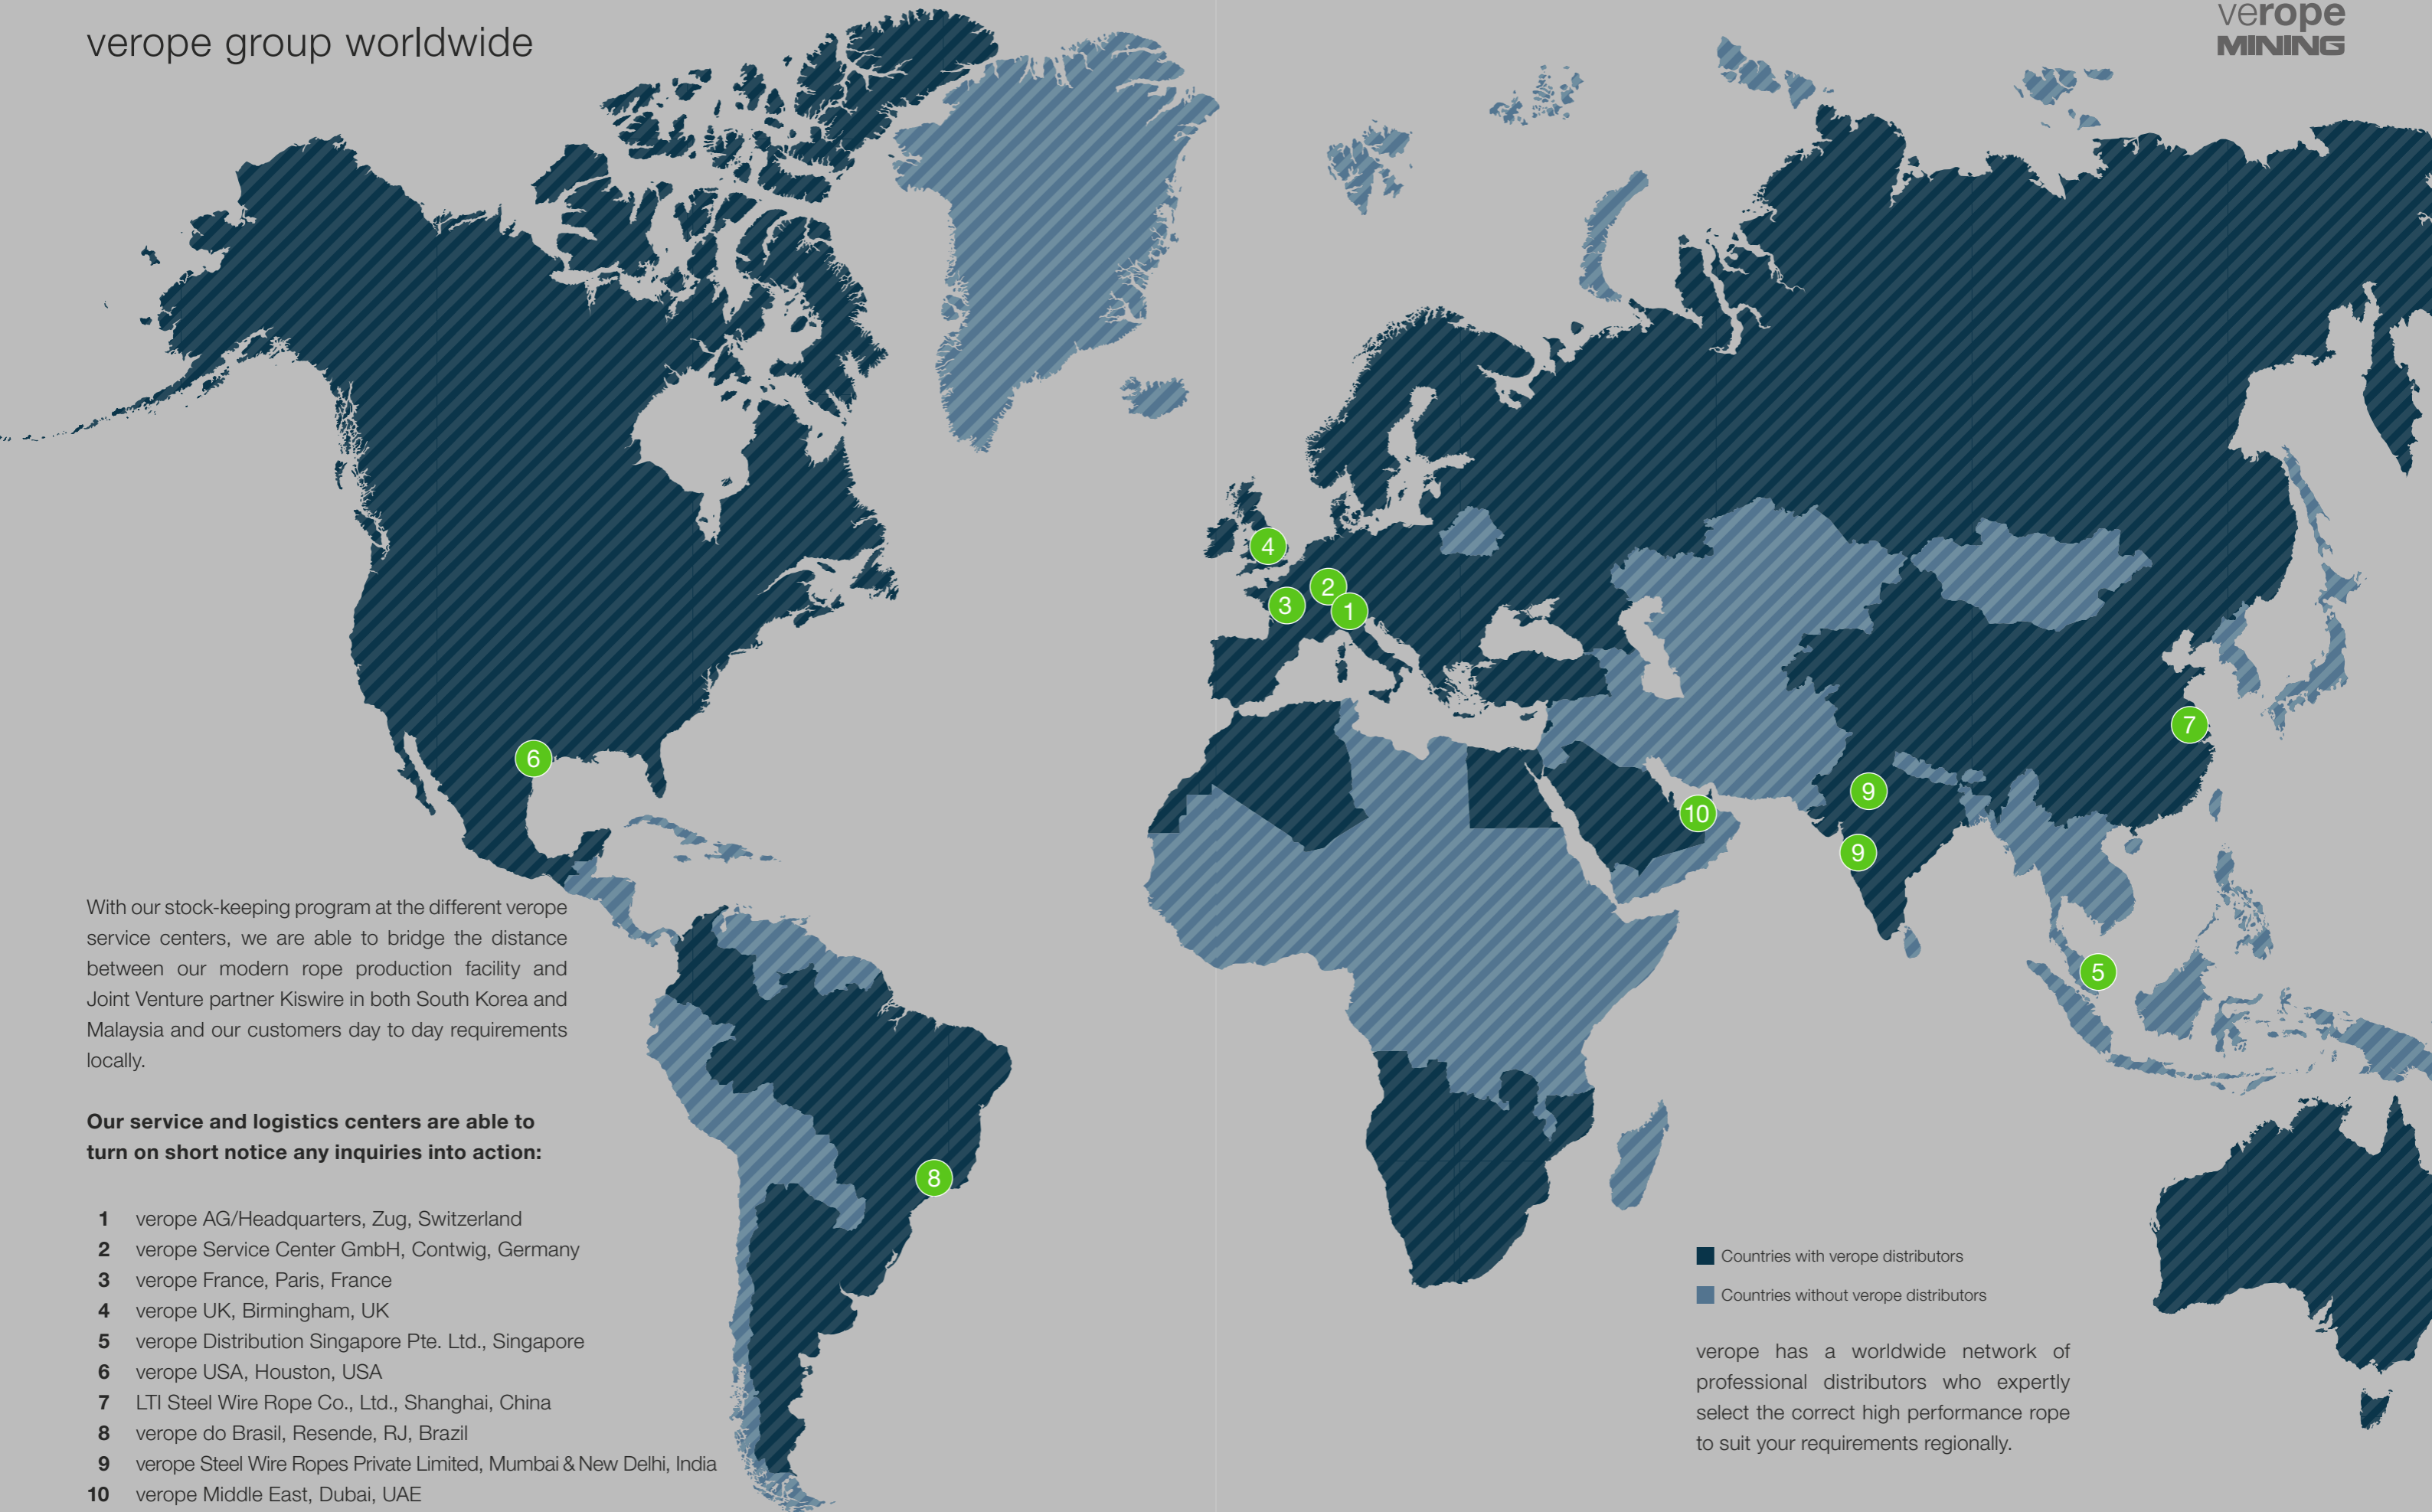 verope group worldwide
verope
MINING
4
2
3
1
6
7
9
10
9
5
8
With our stock-keeping program at the different verope
service centers, we are able to bridge the distance
between our modern rope production facility and
Joint Venture partner Kiswire in both South Korea and
Malaysia and our customers day to day requirements
locally.
Our service and logistics centers are able to
turn on short notice any inquiries into action:
1 verope AG/Headquarters, Zug, Switzerland
2 verope Service Center GmbH, Contwig, Germany
3 verope France, Paris, France
4 verope UK, Birmingham, UK
5 verope Distribution Singapore Pte. Ltd., Singapore
6 verope USA, Houston, USA
7 LTI Steel Wire Rope Co., Ltd., Shanghai, China
8 verope do Brasil, Resende, RJ, Brazil
9 verope Steel Wire Ropes Private Limited, Mumbai & New Delhi, India
10 verope Middle East, Dubai, UAE
Countries with verope distributors
Countries without verope distributors
verope has a worldwide network of
professional distributors who expertly
select the correct high performance rope
to suit your requirements regionally.